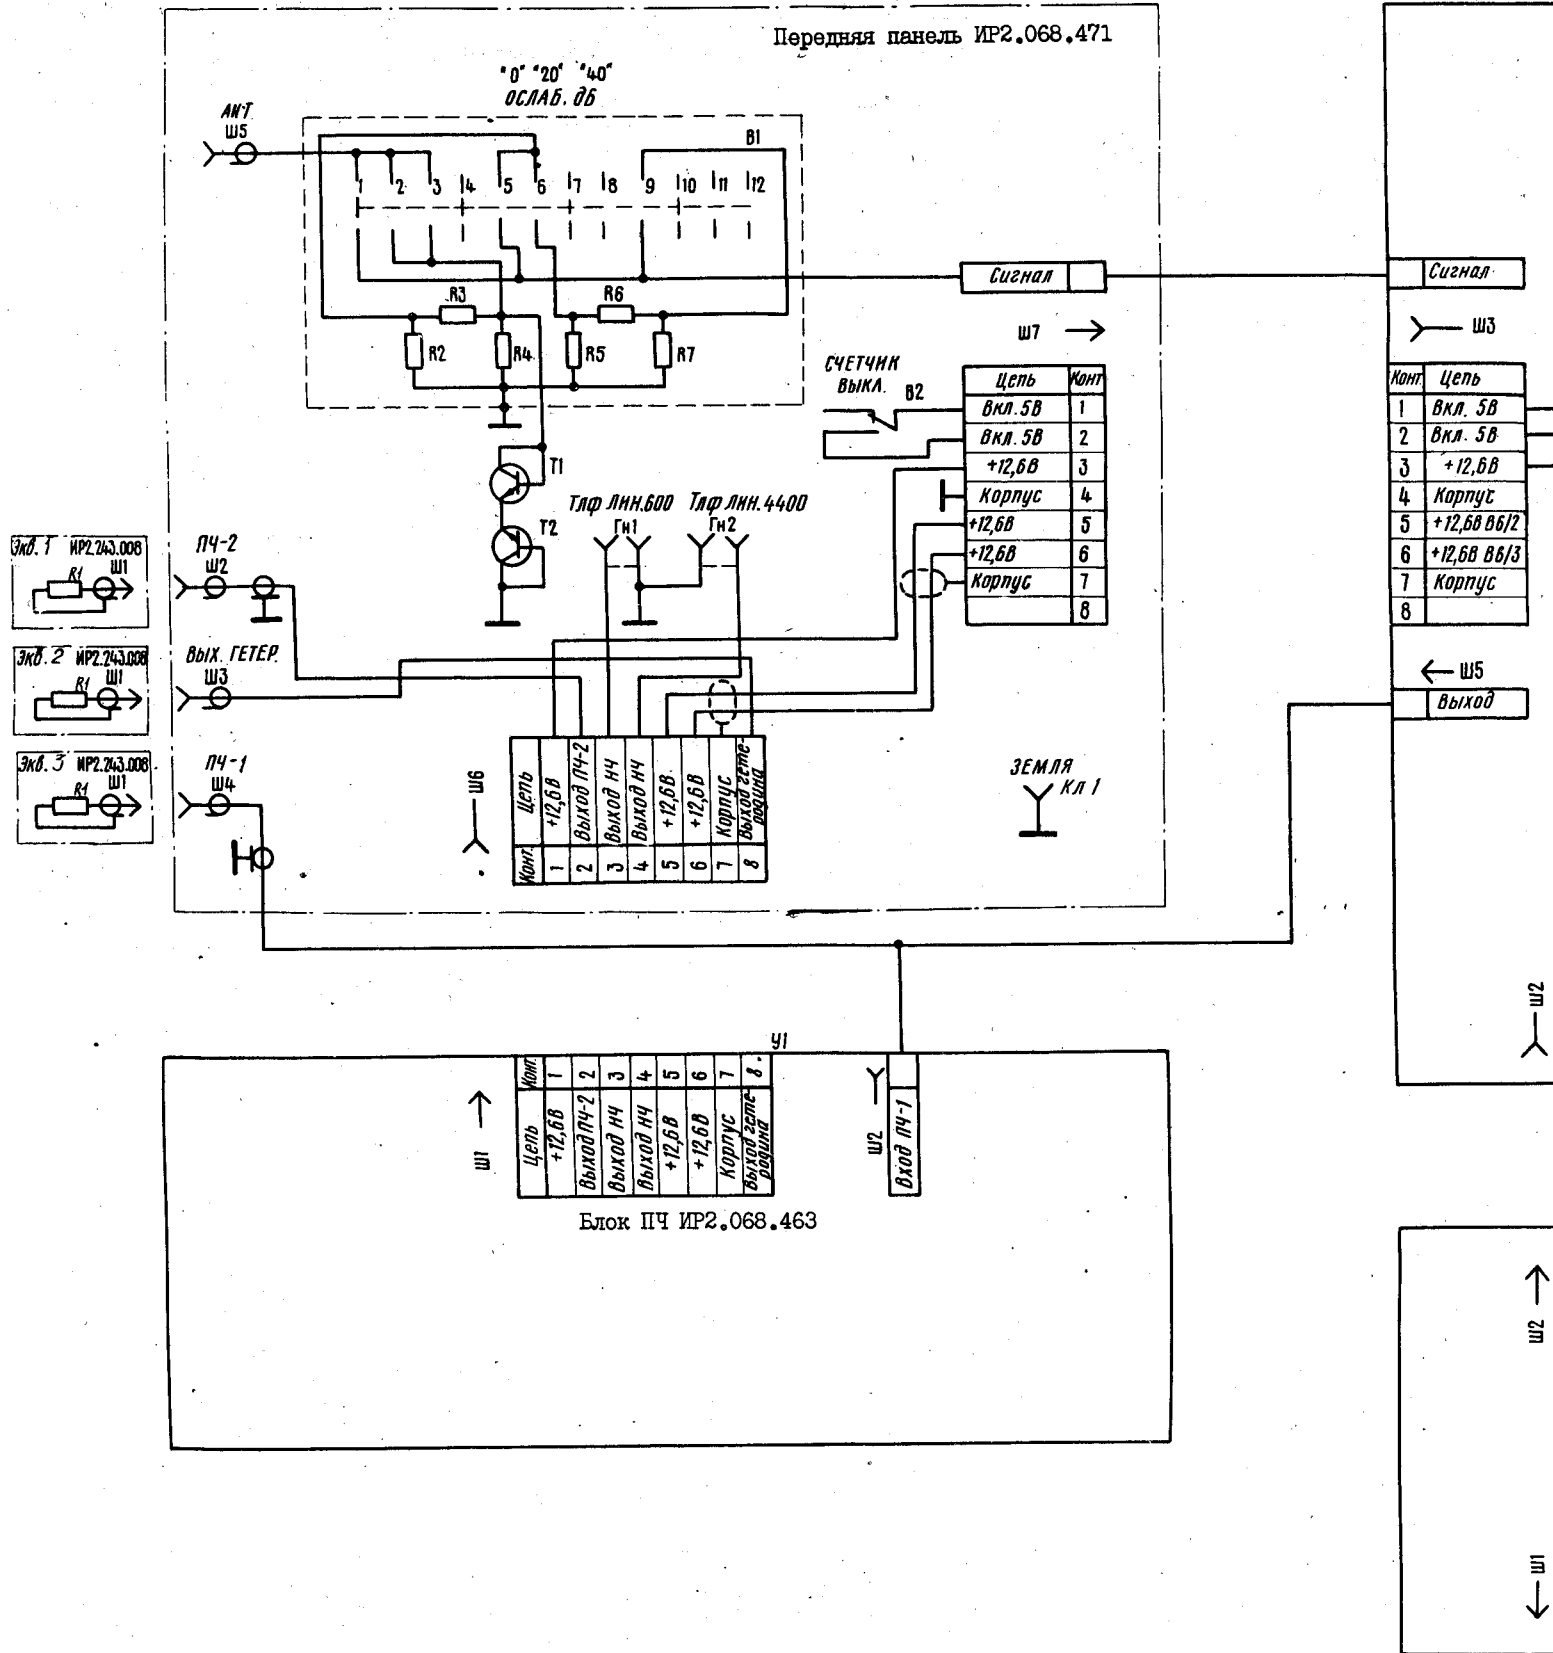 Передняя панель ИР2.068.471
"0" "20" "40"
ОСЛАБ. дБ
АНТ
Ш5
В1
1 2 3 4 5 6 7 8 9 10 11 12
R3
R6
R2
R4
R5
R7
Сигнал
Ш7
СЧЕТЧИК
ВЫКЛ.
В2
Цепь Конт
Вкл. 5В 1
Вкл. 5В 2
+12,6В 3
Корпус 4
+12,6В 5
+12,6В 6
Корпус 7
8
Сигнал
Ш3
Конт Цепь
1 Вкл. 5В
2 Вкл. 5В
3 +12,6В
4 Корпус
5 +12,6В В6/2
6 +12,6В В6/3
7 Корпус
8
Ш5
Выход
Т1
Т2
Тлф ЛИН.600 Тлф ЛИН.4400
Гн1
Гн2
Экв. 1 ИР2.243.008
R1
Ш1
ПЧ-2
Ш2
Экв. 2 ИР2.243.008
R1
Ш1
ВЫХ. ГЕТЕР.
Ш3
Экв. 3 ИР2.243.008
R1
Ш1
ПЧ-1
Ш4
Ш6
Конт. Цепь
1 +12,6В
2 Выход ПЧ-2
3 Выход НЧ
4 Выход НЧ
5 +12,6В
6 +12,6В
7 Корпус
8 Выход гете-
родина
ЗЕМЛЯ
Кл 1
У1
Ш1
Конт. Цепь
1 +12,6В
2 Выход ПЧ-2
3 Выход НЧ
4 Выход НЧ
5 +12,6В
6 +12,6В
7 Корпус
8. Выход гете-
родина
Ш2
Вход ПЧ-1
Блок ПЧ ИР2.068.463
Ш2
Ш2
Ш1